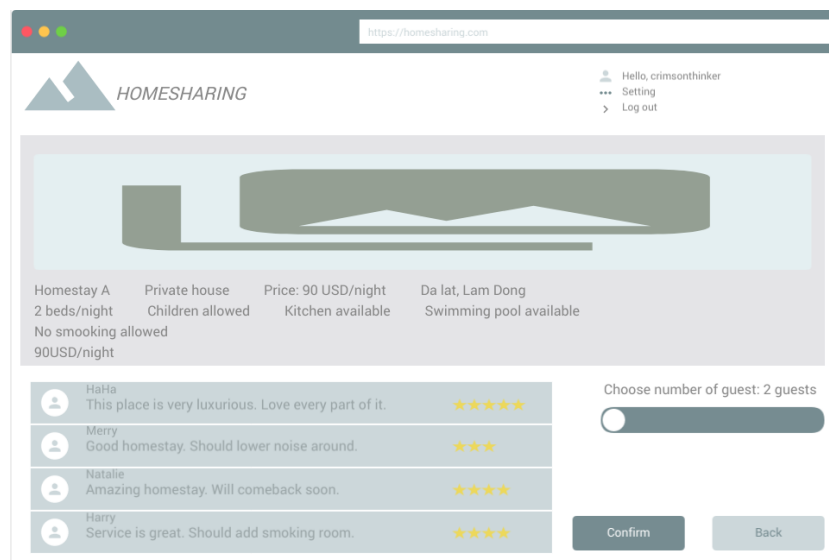 https://homesharing.com
HOMESHARING
Hello, crimsonthinker
Setting
Log out
Homestay A Private house Price: 90 USD/night Da lat, Lam Dong
2 beds/night Children allowed Kitchen available Swimming pool available
No smooking allowed
90USD/night
HaHa
This place is very luxurious. Love every part of it.
Merry
Good homestay. Should lower noise around.
Natalie
Amazing homestay. Will comeback soon.
Harry
Service is great. Should add smoking room.
Choose number of guest: 2 guests
Confirm Back